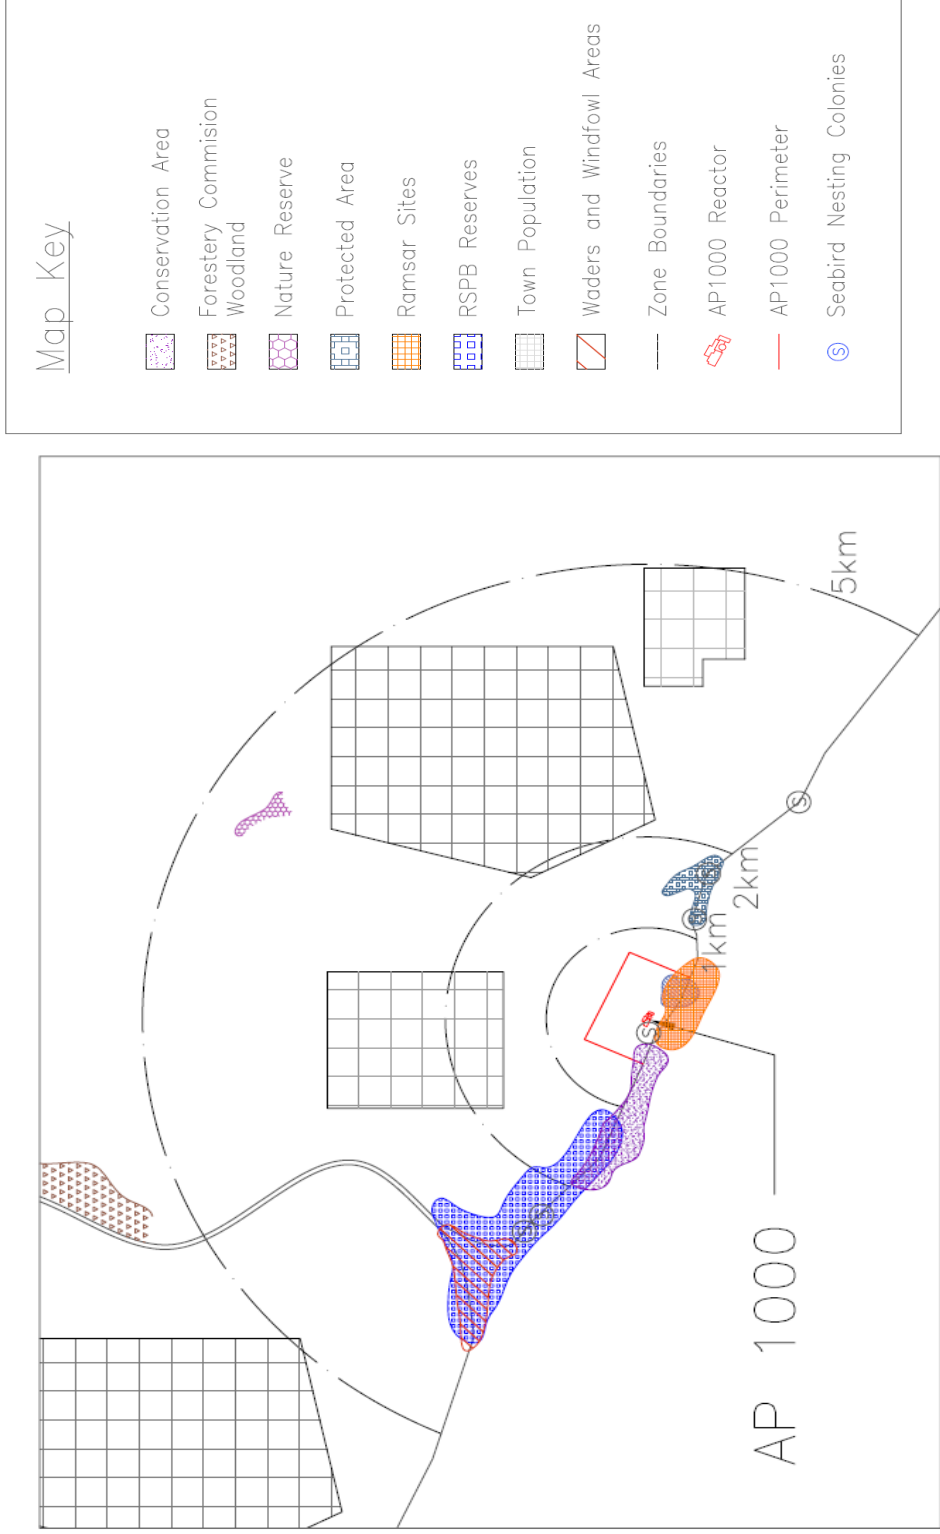 Map Key
Conservation Area
Forestery Commision
Woodland
Nature Reserve
Protected Area
Ramsar Sites
RSPB Reserves
Town Population
Waders and Windfowl Areas
Zone Boundaries
AP1000 Reactor
AP1000 Perimeter
S Seabird Nesting Colonies
5km
2km
1km
S
S
S
S
AP 1000